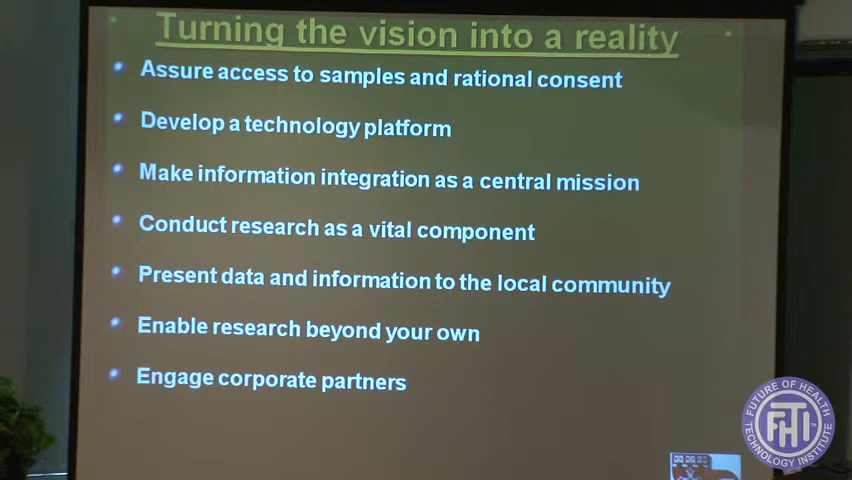 Turning the vision into a reality
Assure access to samples and rational consent
Develop a technology platform
Make information integration as a central mission
Conduct research as a vital component
Present data and information to the local community
Enable research beyond your own
Engage corporate partners
FUTURE OF HEALTH
FHTI™
TECHNOLOGY INSTITUTE